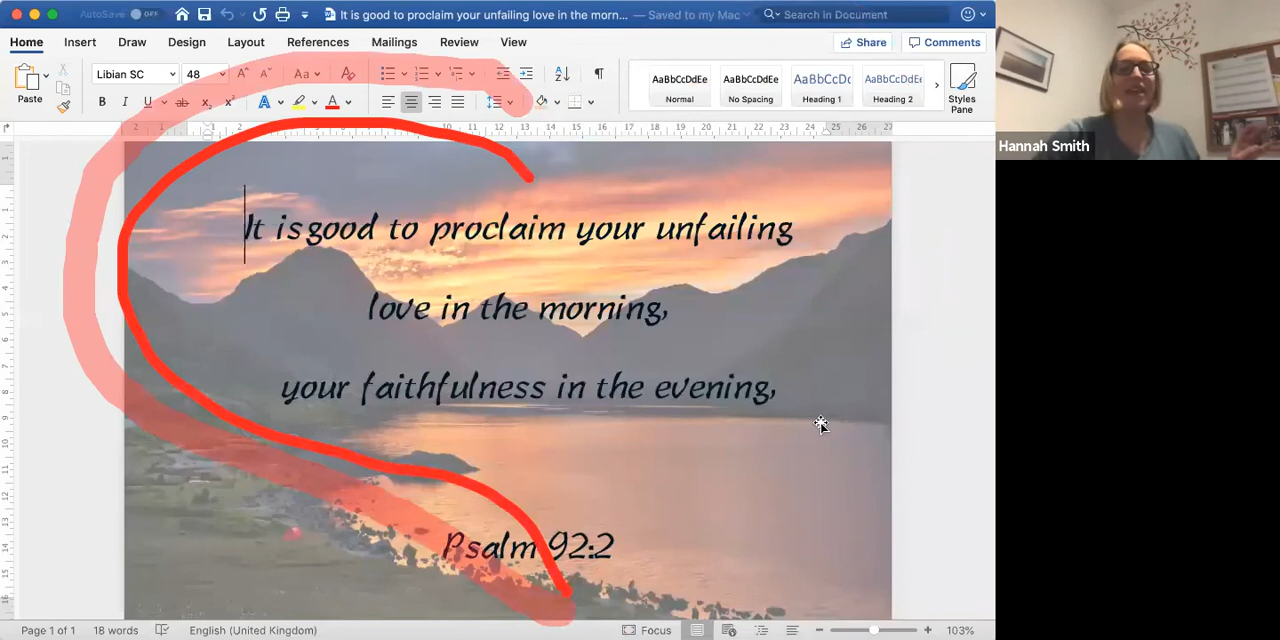 AutoSave OFF
It is good to proclaim your unfailing love in the morn... — Saved to my Mac
Search in Document
Home Insert Draw Design Layout References Mailings Review View
Share Comments
Paste
Libian SC 48
AaBbCcDdEe AaBbCcDdEe AaBbCcDc AaBbCcDdEe
Normal No Spacing Heading 1 Heading 2
Styles Pane
It is good to proclaim your unfailing
love in the morning,
your faithfulness in the evening,
Psalm 92:2
Page 1 of 1 18 words English (United Kingdom) Focus 103%
Hannah Smith